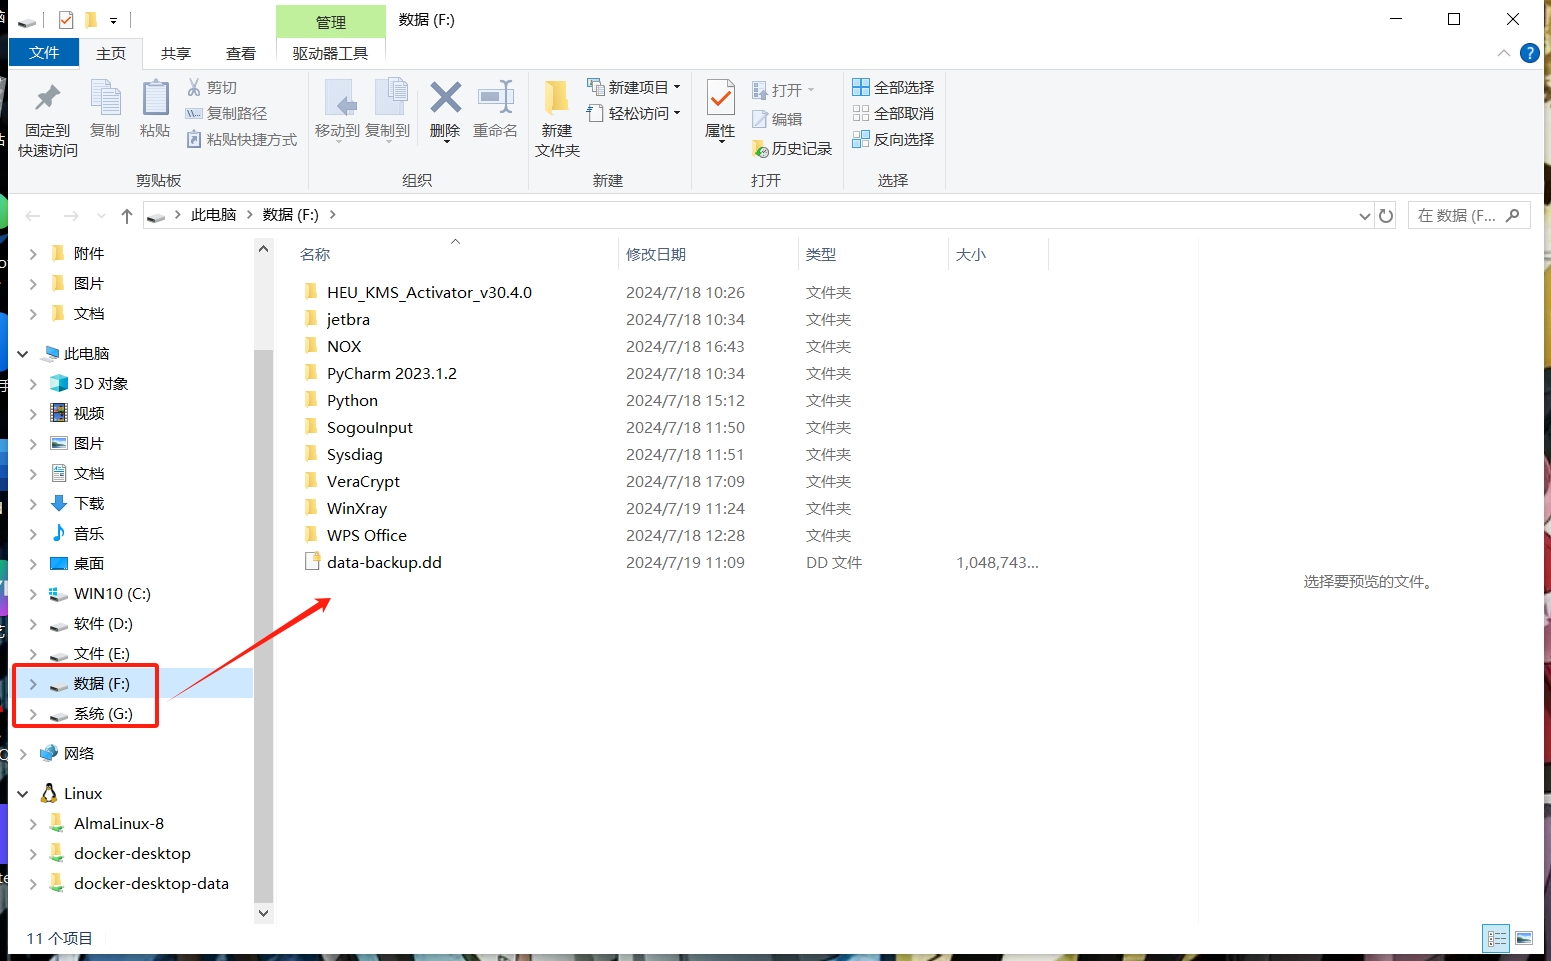 管理
数据 (F:)
文件
主页
共享
查看
驱动器工具
固定到
快速访问
复制
粘贴
剪切
复制路径
粘贴快捷方式
剪贴板
移动到
复制到
删除
重命名
组织
新建
文件夹
新建项目
轻松访问
新建
属性
打开
编辑
历史记录
打开
全部选择
全部取消
反向选择
选择
此电脑 数据 (F:)
在 数据 (F...
附件
图片
文档
此电脑
3D 对象
视频
图片
文档
下载
音乐
桌面
WIN10 (C:)
软件 (D:)
文件 (E:)
数据 (F:)
系统 (G:)
网络
Linux
AlmaLinux-8
docker-desktop
docker-desktop-data
名称 修改日期 类型 大小
HEU_KMS_Activator_v30.4.0 2024/7/18 10:26 文件夹
jetbra 2024/7/18 10:34 文件夹
NOX 2024/7/18 16:43 文件夹
PyCharm 2023.1.2 2024/7/18 10:34 文件夹
Python 2024/7/18 15:12 文件夹
SogouInput 2024/7/18 11:50 文件夹
Sysdiag 2024/7/18 11:51 文件夹
VeraCrypt 2024/7/18 17:09 文件夹
WinXray 2024/7/19 11:24 文件夹
WPS Office 2024/7/18 12:28 文件夹
data-backup.dd 2024/7/19 11:09 DD 文件 1,048,743...
选择要预览的文件。
11 个项目